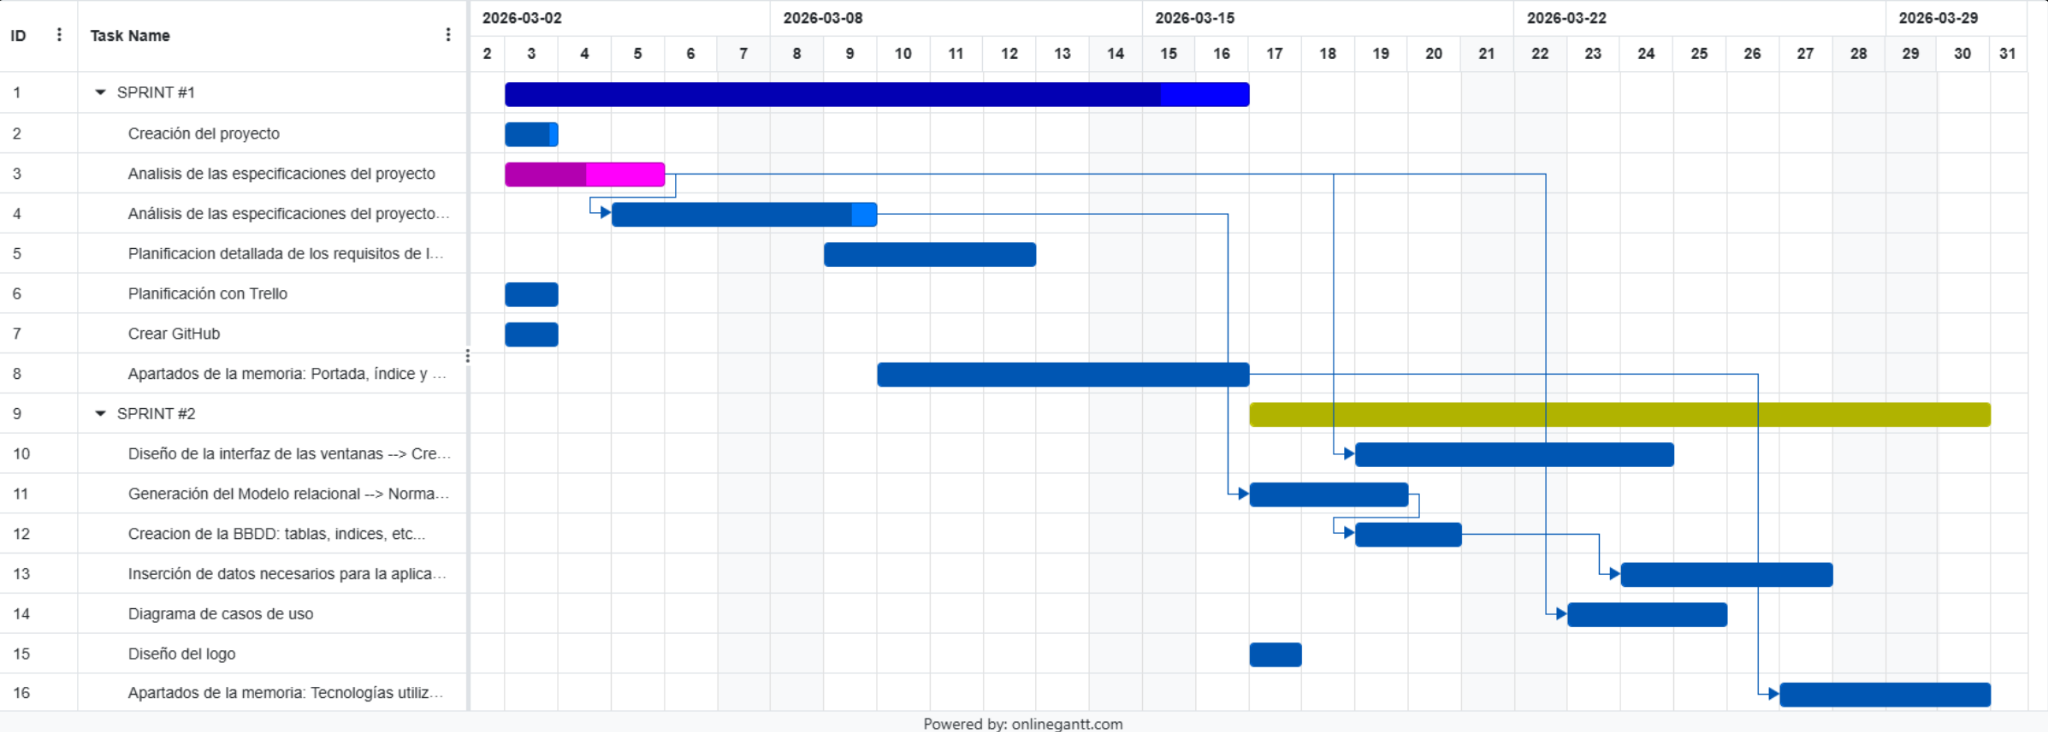 ID Task Name
2026-03-02 2026-03-08 2026-03-15 2026-03-22 2026-03-29
2 3 4 5 6 7 8 9 10 11 12 13 14 15 16 17 18 19 20 21 22 23 24 25 26 27 28 29 30 31
1 SPRINT #1
2 Creación del proyecto
3 Analisis de las especificaciones del proyecto
4 Análisis de las especificaciones del proyecto...
5 Planificacion detallada de los requisitos de l...
6 Planificación con Trello
7 Crear GitHub
8 Apartados de la memoria: Portada, índice y ...
9 SPRINT #2
10 Diseño de la interfaz de las ventanas --> Cre...
11 Generación del Modelo relacional --> Norma...
12 Creacion de la BBDD: tablas, indices, etc...
13 Inserción de datos necesarios para la aplica...
14 Diagrama de casos de uso
15 Diseño del logo
16 Apartados de la memoria: Tecnologías utiliz...
Powered by: onlinegantt.com